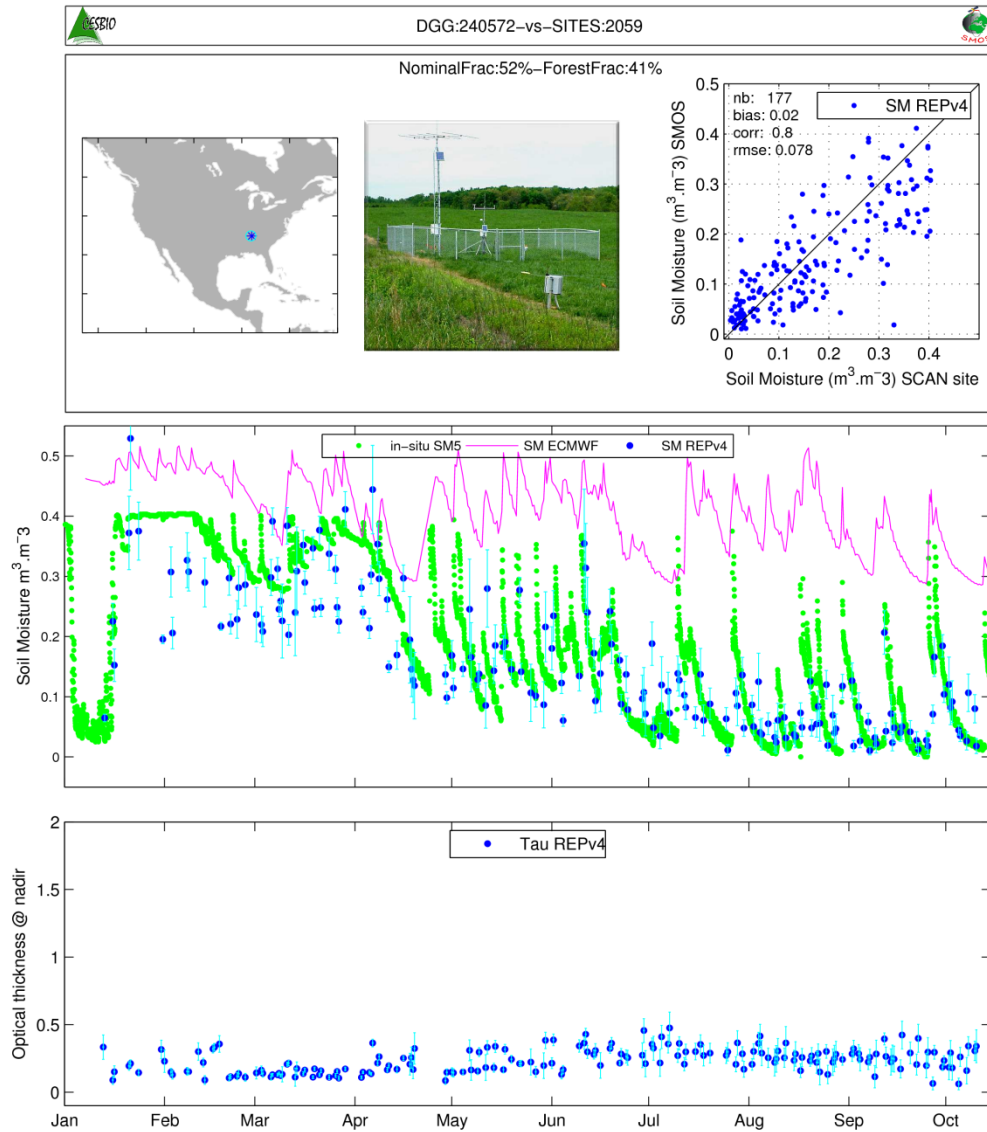 CESBIO
DGG:240572-vs-SITES:2059
SMOS
NominalFrac:52%-ForestFrac:41%
nb: 177
bias: 0.02
corr: 0.8
rmse: 0.078
SM REPv4
0.5
0.4
0.3
0.2
0.1
0
Soil Moisture (m³.m⁻3) SMOS
0 0.1 0.2 0.3 0.4
Soil Moisture (m³.m⁻3) SCAN site
in-situ SM5 SM ECMWF SM REPv4
0.5
0.4
0.3
0.2
0.1
0
Soil Moisture m³.m⁻3
Tau REPv4
2
1.5
1
0.5
0
Optical thickness @ nadir
Jan Feb Mar Apr May Jun Jul Aug Sep Oct